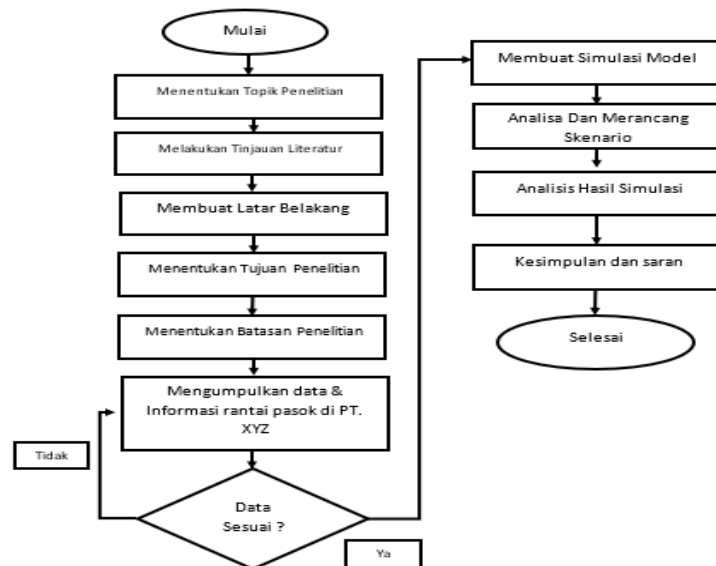 Mulai
Menentukan Topik Penelitian
Melakukan Tinjauan Literatur
Membuat Latar Belakang
Menentukan Tujuan Penelitian
Menentukan Batasan Penelitian
Mengumpulkan data &
Informasi rantai pasok di PT.
XYZ
Tidak
Data
Sesuai ?
Ya
Membuat Simulasi Model
Analisa Dan Merancang
Skenario
Analisis Hasil Simulasi
Kesimpulan dan saran
Selesai